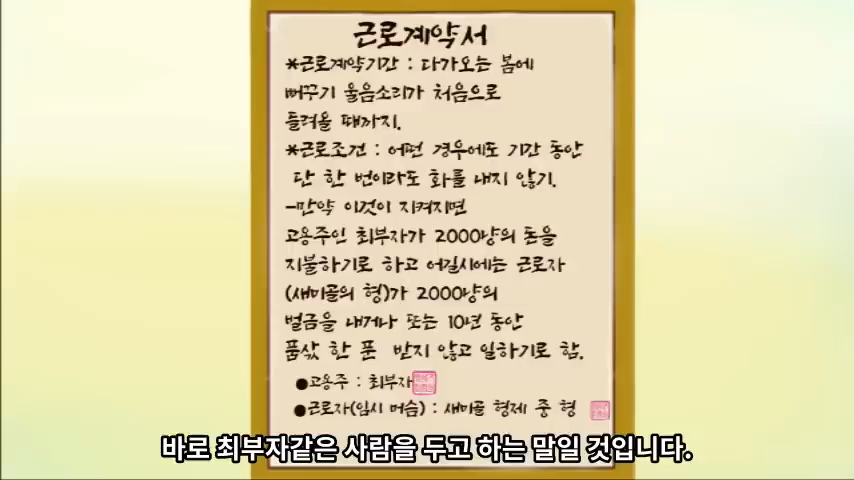 근로계약서
*근로계약기간 : 다가오는 봄에
뻐꾸기 울음소리가 처음으로
들려올 때까지.
*근로조건 : 어떤 경우에도 기간 동안
단 한 번이라도 화를 내지 않기.
-만약 이것이 지켜지면
고용주인 최부자가 2000냥의 돈을
지불하기로 하고 어길시에는 근로자
(새미골의 형)가 2000냥의
벌금을 내거나 또는 10년 동안
품삯 한 푼 받지 않고 일하기로 함.
●고용주 : 최부자
●근로자(임시 머슴) : 새미골 형제 중 형
바로 최부자같은 사람을 두고 하는 말일 것입니다.